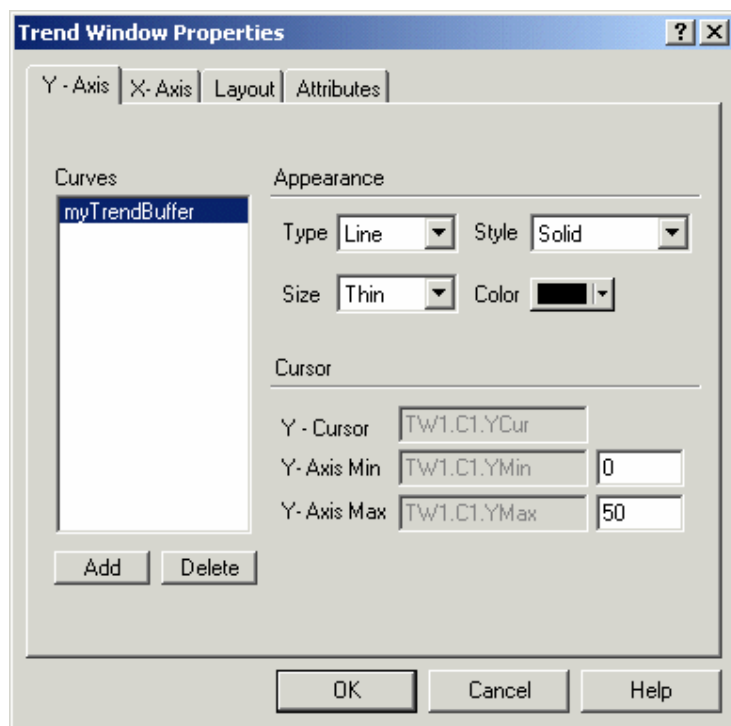 Trend Window Properties
Y - Axis X- Axis Layout Attributes
Curves
myTrendBuffer
Appearance
Type Line Style Solid
Size Thin Color
Cursor
Y - Cursor TW1.C1.YCur
Y- Axis Min TW1.C1.YMin 0
Y- Axis Max TW1.C1.YMax 50
Add Delete
OK Cancel Help